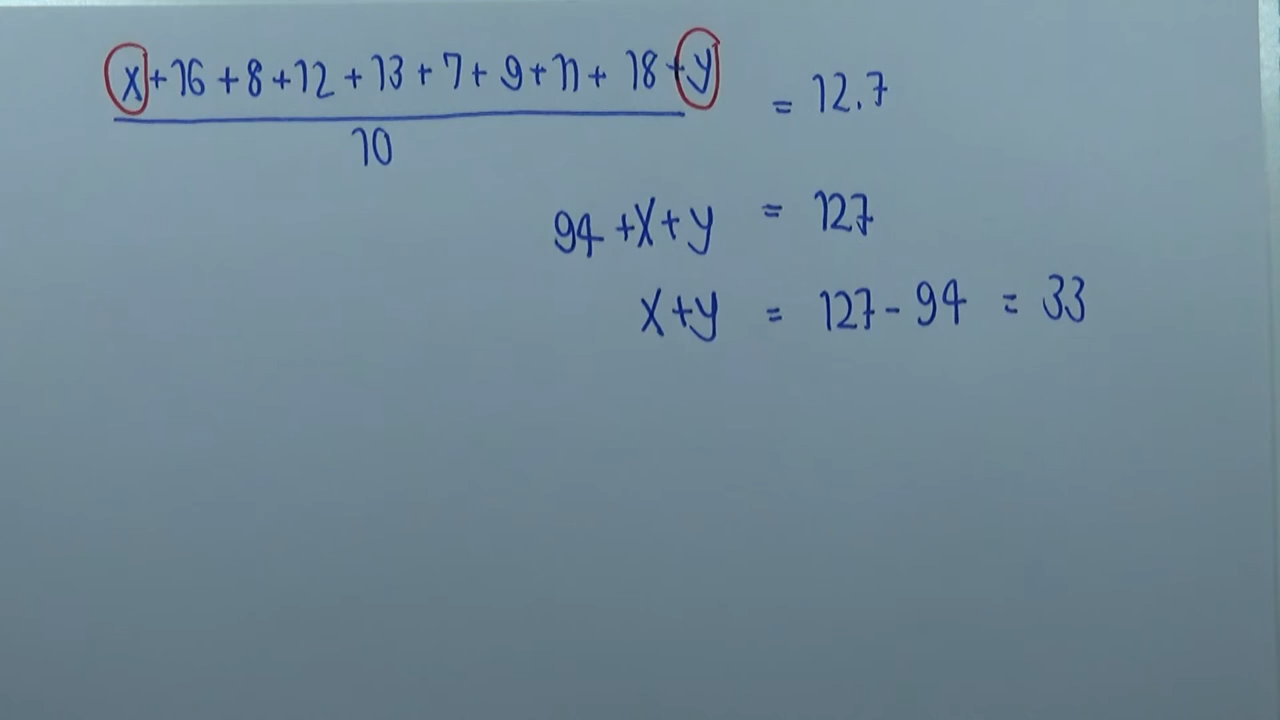 x+16+8+12+13+7+9+11+18+y = 12.7
10
94+x+y = 127
x+y = 127-94 = 33